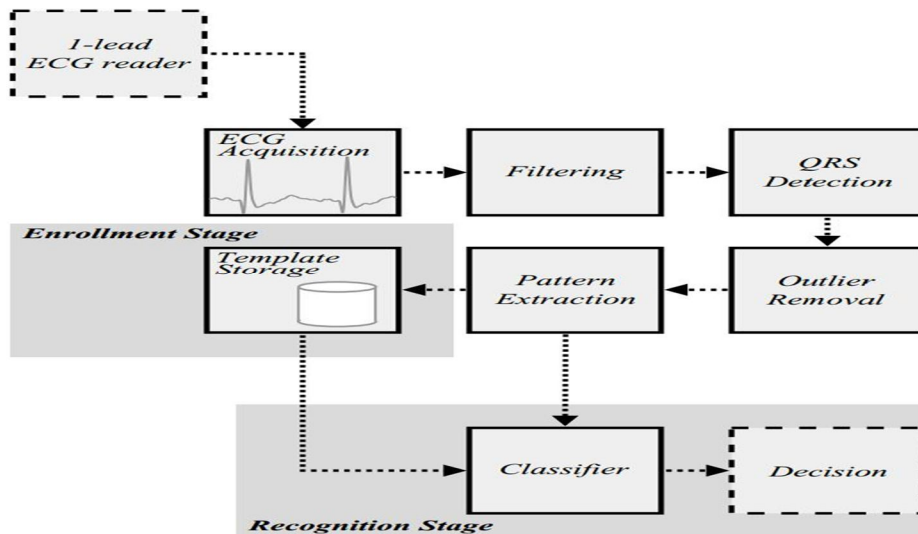 1-lead
ECG reader
ECG
Acquisition
Filtering
QRS
Detection
Enrollment Stage
Template
Storage
Pattern
Extraction
Outlier
Removal
Classifier
Decision
Recognition Stage